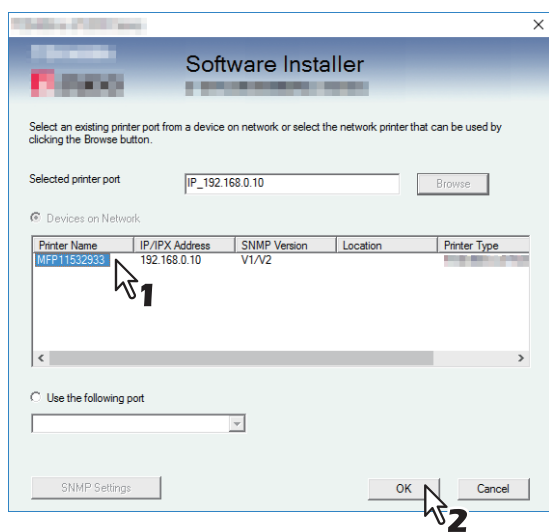 Software Installer
Select an existing printer port from a device on network or select the network printer that can be used by
clicking the Browse button.
Selected printer port IP_192.168.0.10 Browse
Devices on Network
Printer Name IP/IPX Address SNMP Version Location Printer Type
MFP11532933 192.168.0.10 V1/V2
1
Use the following port
SNMP Settings OK Cancel
2